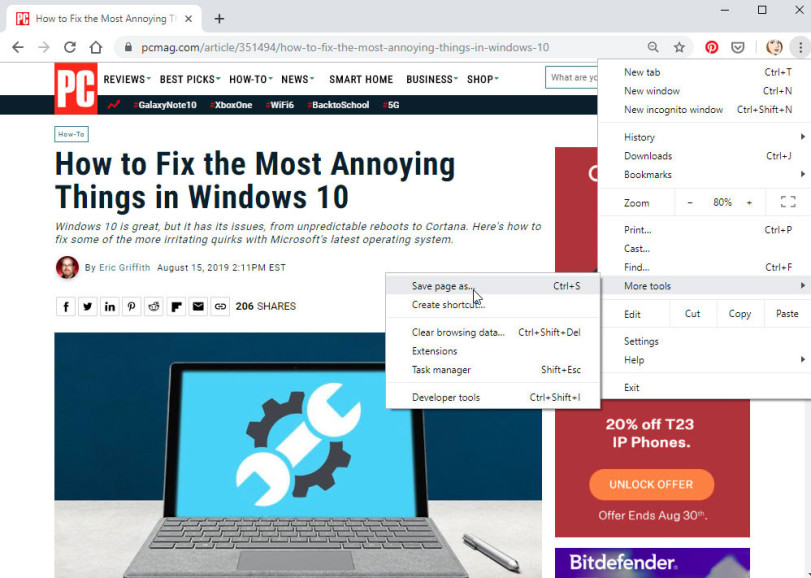 PC How to Fix the Most Annoying T
pcmag.com/article/351494/how-to-fix-the-most-annoying-things-in-windows-10
PC
REVIEWS BEST PICKS HOW-TO NEWS SMART HOME BUSINESS SHOP
What are yo
#GalaxyNote10 #XboxOne #WiFi6 #BacktoSchool #5G
How-To
How to Fix the Most Annoying
Things in Windows 10
Windows 10 is great, but it has its issues, from unpredictable reboots to Cortana. Here's how to
fix some of the more irritating quirks with Microsoft's latest operating system.
By Eric Griffith August 15, 2019 2:11PM EST
206 SHARES
New tab Ctrl+T
New window Ctrl+N
New incognito window Ctrl+Shift+N
History
Downloads Ctrl+J
Bookmarks
Zoom - 80% +
Print... Ctrl+P
Cast...
Find... Ctrl+F
More tools
Edit Cut Copy Paste
Settings
Help
Exit
Save page as... Ctrl+S
Create shortcut...
Clear browsing data... Ctrl+Shift+Del
Extensions
Task manager Shift+Esc
Developer tools Ctrl+Shift+I
20% off T23
IP Phones.
UNLOCK OFFER
Offer Ends Aug 30th.
Bitdefender